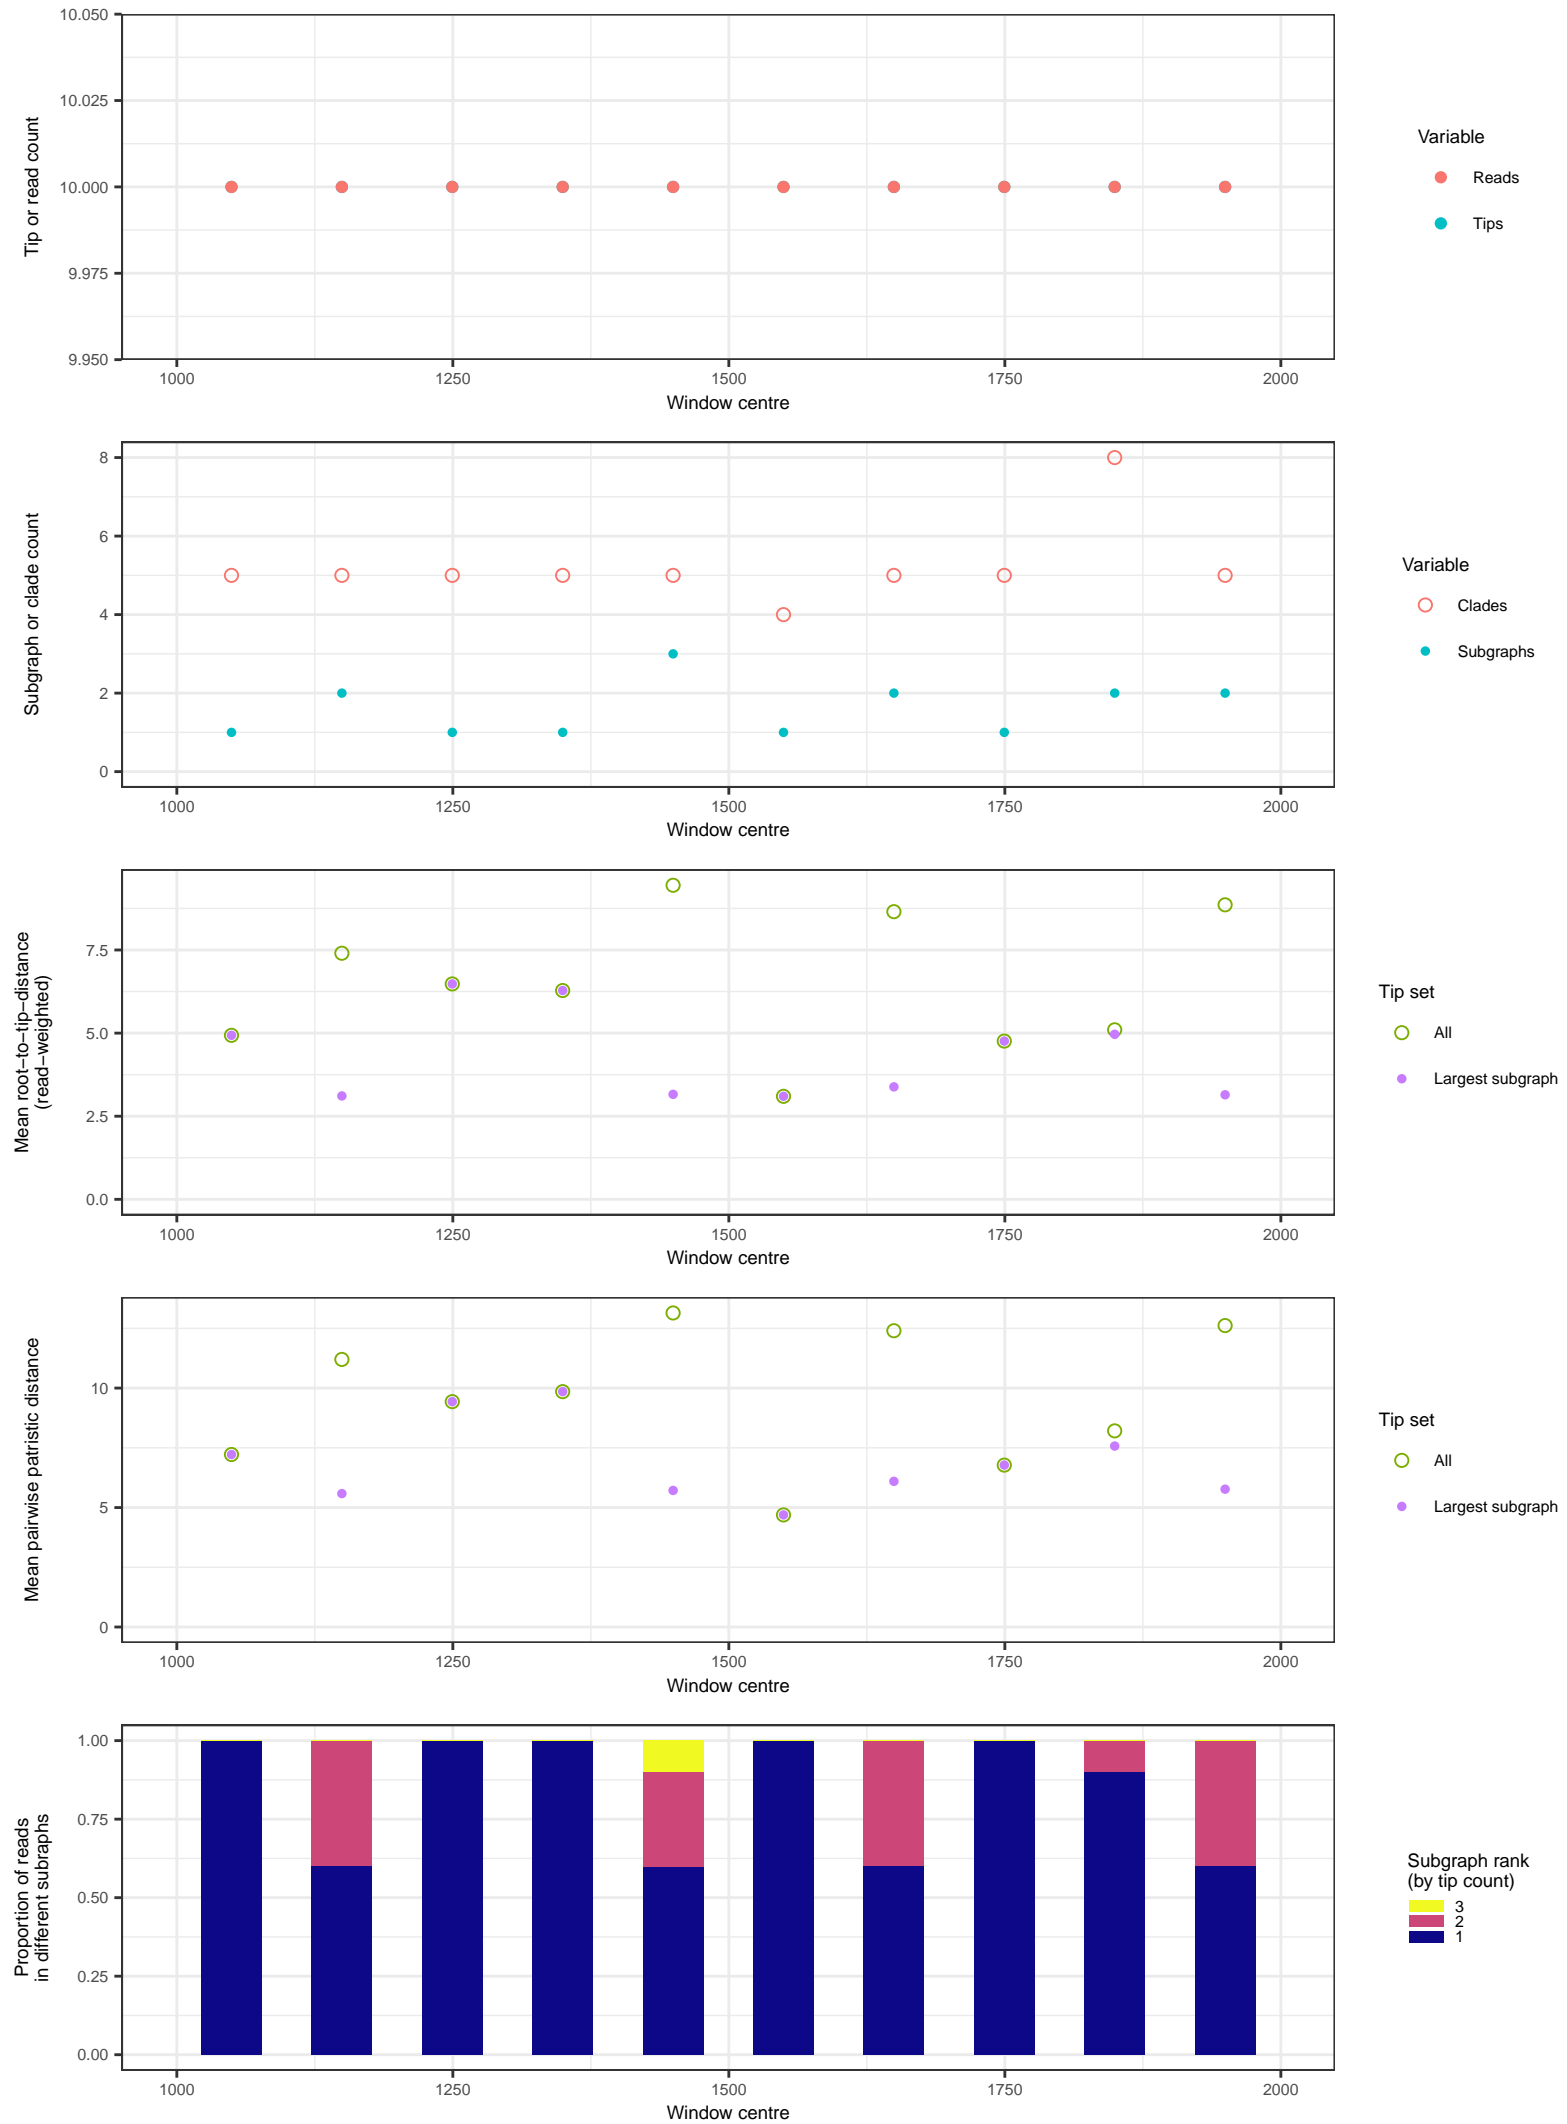 10.050
10.025
10.000
9.975
9.950
Tip or read count
1000 1250 1500 1750 2000
Window centre
Variable
Reads
Tips
8
6
4
2
0
Subgraph or clade count
1000 1250 1500 1750 2000
Window centre
Variable
Clades
Subgraphs
7.5
5.0
2.5
0.0
Mean root−to−tip−distance
(read−weighted)
1000 1250 1500 1750 2000
Window centre
Tip set
All
Largest subgraph
10
5
0
Mean pairwise patristic distance
1000 1250 1500 1750 2000
Window centre
Tip set
All
Largest subgraph
1.00
0.75
0.50
0.25
0.00
Proportion of reads
in different subraphs
1000 1250 1500 1750 2000
Window centre
Subgraph rank
(by tip count)
3
2
1